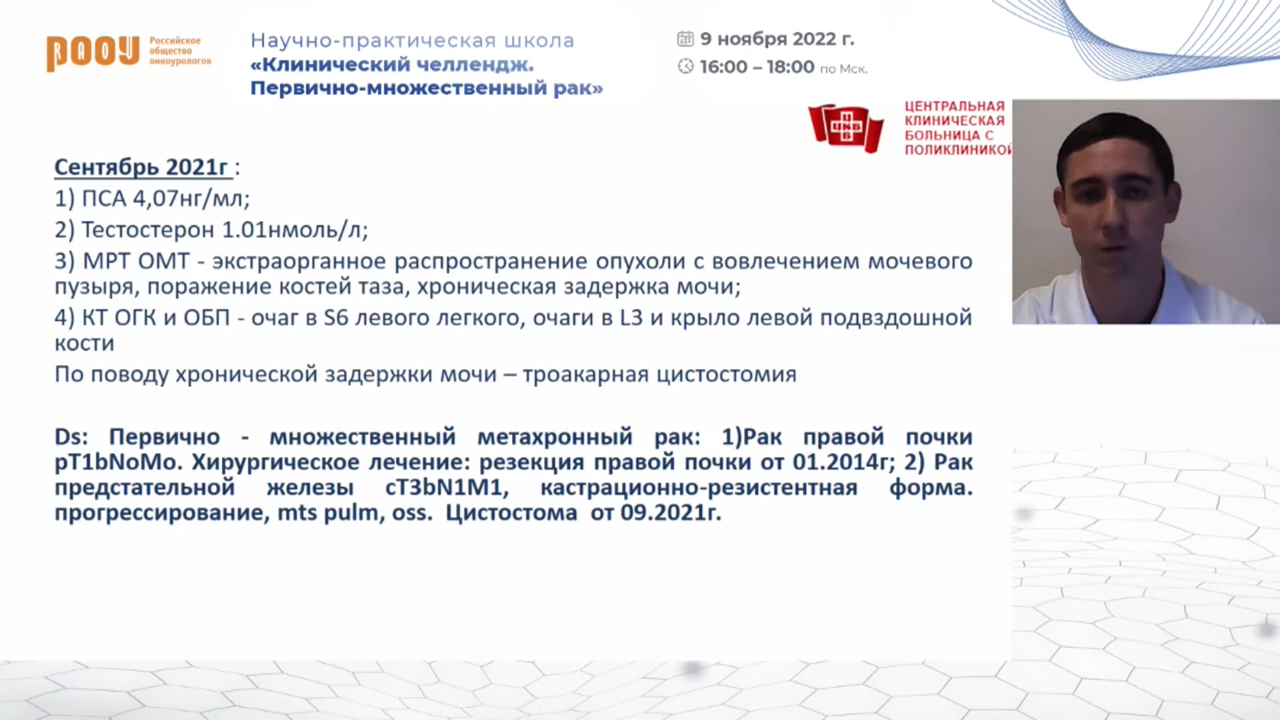 РООУ
Российское
общество
онкоурологов
Научно-практическая школа
«Клинический челлендж.
Первично-множественный рак»
9 ноября 2022 г.
16:00 – 18:00 по Мск.
ЦКБ
ЦЕНТРАЛЬНАЯ
КЛИНИЧЕСКАЯ
БОЛЬНИЦА С
ПОЛИКЛИНИКОЙ
Сентябрь 2021г :
1) ПСА 4,07нг/мл;
2) Тестостерон 1.01нмоль/л;
3) МРТ ОМТ - экстраорганное распространение опухоли с вовлечением мочевого
пузыря, поражение костей таза, хроническая задержка мочи;
4) КТ ОГК и ОБП - очаг в S6 левого легкого, очаги в L3 и крыло левой подвздошной
кости
По поводу хронической задержки мочи – троакарная цистостомия
Ds: Первично - множественный метахронный рак: 1)Рак правой почки
pT1bNoMo. Хирургическое лечение: резекция правой почки от 01.2014г; 2) Рак
предстательной железы cT3bN1M1, кастрационно-резистентная форма.
прогрессирование, mts pulm, oss. Цистостома от 09.2021г.